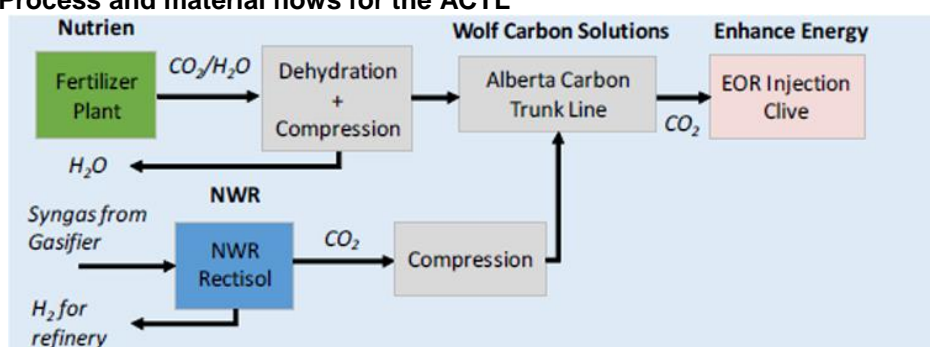 Process and material flows for the ACTL
Nutrien
Wolf Carbon Solutions
Enhance Energy
Fertilizer
Plant
CO₂/H₂O
Dehydration
+
Compression
Alberta Carbon
Trunk Line
CO₂
EOR Injection
Clive
H₂O
NWR
Syngas from
Gasifier
NWR
Rectisol
CO₂
Compression
H₂ for
refinery